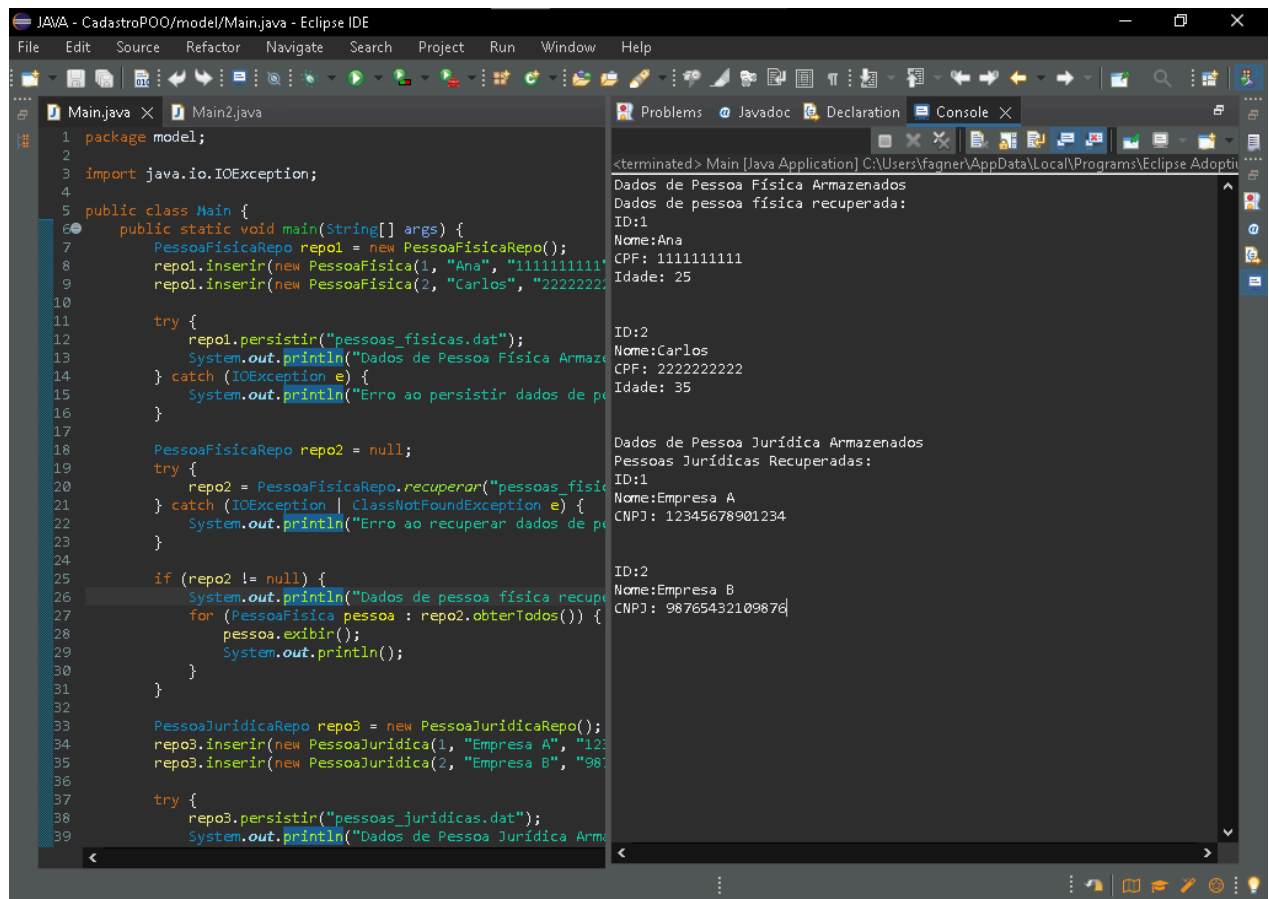 JAVA - CadastroPOO/model/Main.java - Eclipse IDE
File Edit Source Refactor Navigate Search Project Run Window Help
Main.java Main2.java
1 package model;
2
3 import java.io.IOException;
4
5 public class Main {
6 public static void main(String[] args) {
7 PessoaFisicaRepo repo1 = new PessoaFisicaRepo();
8 repo1.inserir(new PessoaFisica(1, "Ana", "1111111111"
9 repo1.inserir(new PessoaFisica(2, "Carlos", "22222222
10
11 try {
12 repo1.persistir("pessoas_fisicas.dat");
13 System.out.println("Dados de Pessoa Física Armaze
14 } catch (IOException e) {
15 System.out.println("Erro ao persistir dados de pe
16 }
17
18 PessoaFisicaRepo repo2 = null;
19 try {
20 repo2 = PessoaFisicaRepo.recuperar("pessoas_fisic
21 } catch (IOException | ClassNotFoundException e) {
22 System.out.println("Erro ao recuperar dados de pe
23 }
24
25 if (repo2 != null) {
26 System.out.println("Dados de pessoa física recupe
27 for (PessoaFisica pessoa : repo2.obterTodos()) {
28 pessoa.exibir();
29 System.out.println();
30 }
31 }
32
33 PessoaJuridicaRepo repo3 = new PessoaJuridicaRepo();
34 repo3.inserir(new PessoaJuridica(1, "Empresa A", "123
35 repo3.inserir(new PessoaJuridica(2, "Empresa B", "987
36
37 try {
38 repo3.persistir("pessoas_juridicas.dat");
39 System.out.println("Dados de Pessoa Jurídica Arma
Problems Javadoc Declaration Console
<terminated> Main [Java Application] C:\Users\fagner\AppData\Local\Programs\Eclipse Adoptiu
Dados de Pessoa Física Armazenados
Dados de pessoa física recuperada:
ID:1
Nome:Ana
CPF: 1111111111
Idade: 25
ID:2
Nome:Carlos
CPF: 2222222222
Idade: 35
Dados de Pessoa Jurídica Armazenados
Pessoas Jurídicas Recuperadas:
ID:1
Nome:Empresa A
CNPJ: 12345678901234
ID:2
Nome:Empresa B
CNPJ: 98765432109876